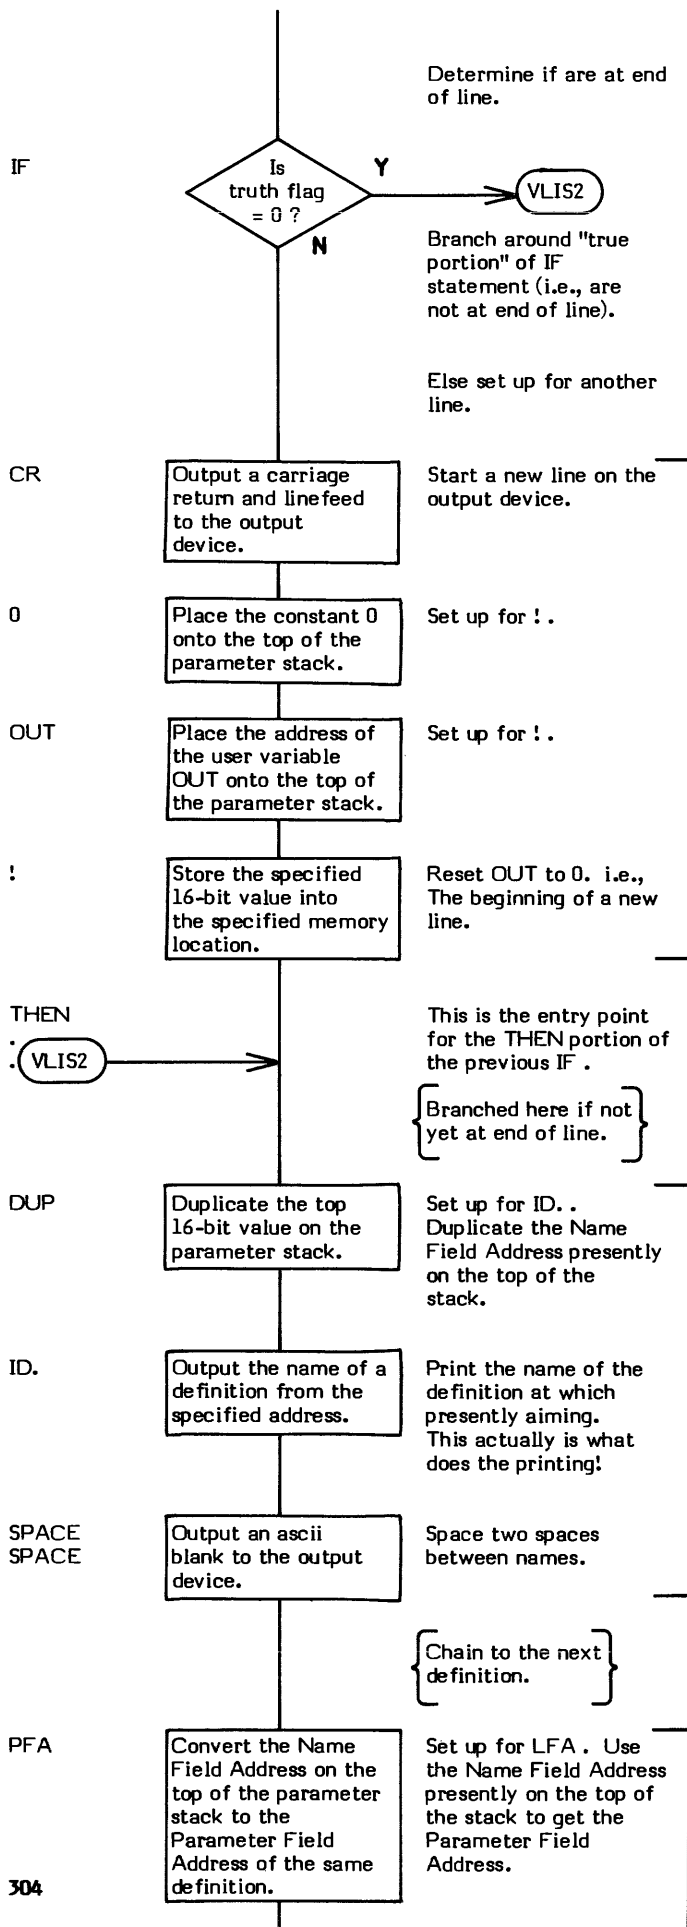 Determine if are at end
of line.
IF
Is
truth flag
= 0 ?
Y
VLIS2
N
Branch around "true
portion" of IF
statement (i.e., are
not at end of line).
Else set up for another
line.
CR
Output a carriage
return and linefeed
to the output
device.
Start a new line on the
output device.
0
Place the constant 0
onto the top of the
parameter stack.
Set up for ! .
OUT
Place the address of
the user variable
OUT onto the top of
the parameter stack.
Set up for ! .
!
Store the specified
16-bit value into
the specified memory
location.
Reset OUT to 0. i.e.,
The beginning of a new
line.
THEN
:
VLIS2
This is the entry point
for the THEN portion of
the previous IF .
Branched here if not
yet at end of line.
DUP
Duplicate the top
16-bit value on the
parameter stack.
Set up for ID. .
Duplicate the Name
Field Address presently
on the top of the
stack.
ID.
Output the name of a
definition from the
specified address.
Print the name of the
definition at which
presently aiming.
This actually is what
does the printing!
SPACE
SPACE
Output an ascii
blank to the output
device.
Space two spaces
between names.
Chain to the next
definition.
PFA
Convert the Name
Field Address on the
top of the parameter
stack to the
Parameter Field
Address of the same
definition.
Set up for LFA . Use
the Name Field Address
presently on the top of
the stack to get the
Parameter Field
Address.
304